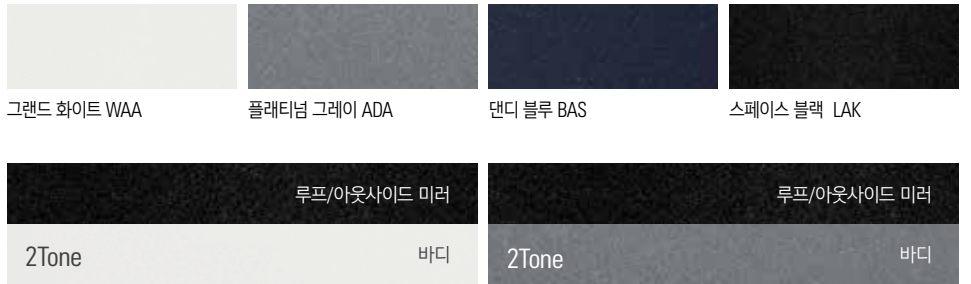 그랜드 화이트 WAA
플래티넘 그레이 ADA
댄디 블루 BAS
스페이스 블랙 LAK
루프/아웃사이드 미러
2Tone 바디
루프/아웃사이드 미러
2Tone 바디